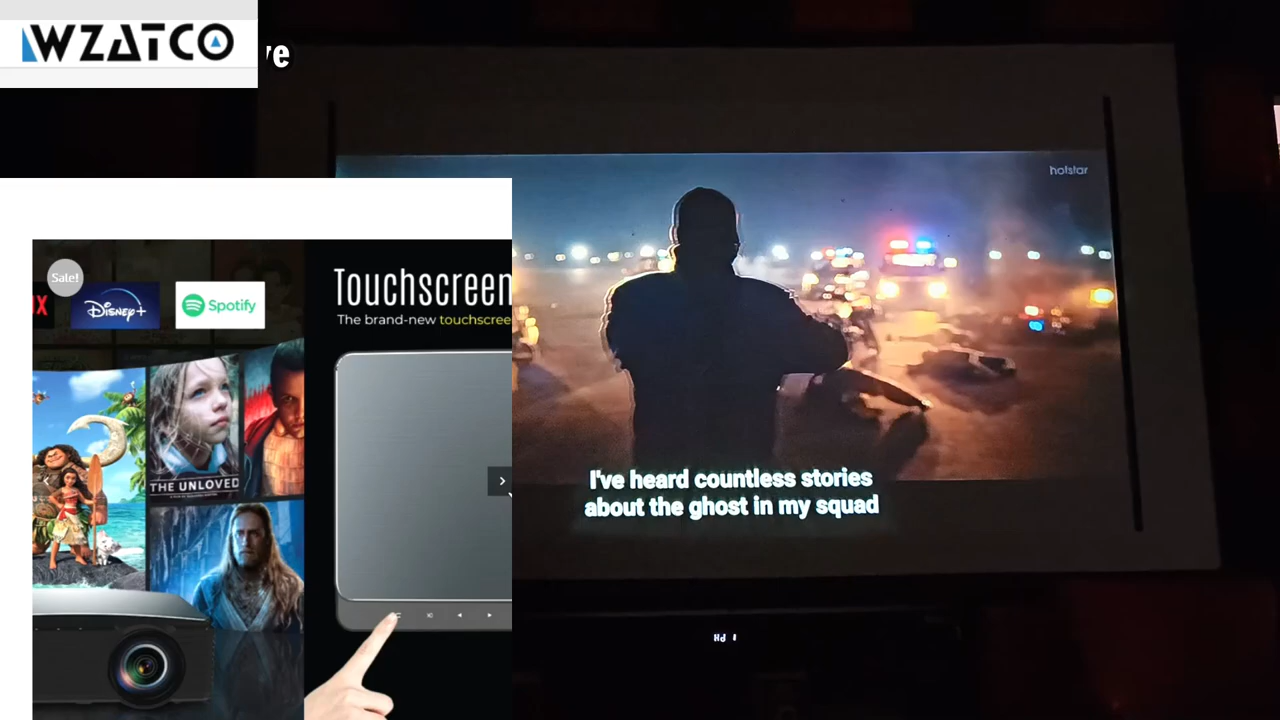 WZATCO
ve
hotstar
Sale!
IX
Disney+
Spotify
THE UNLOVED
Touchscreen
The brand-new touchscree
I've heard countless stories
about the ghost in my squad